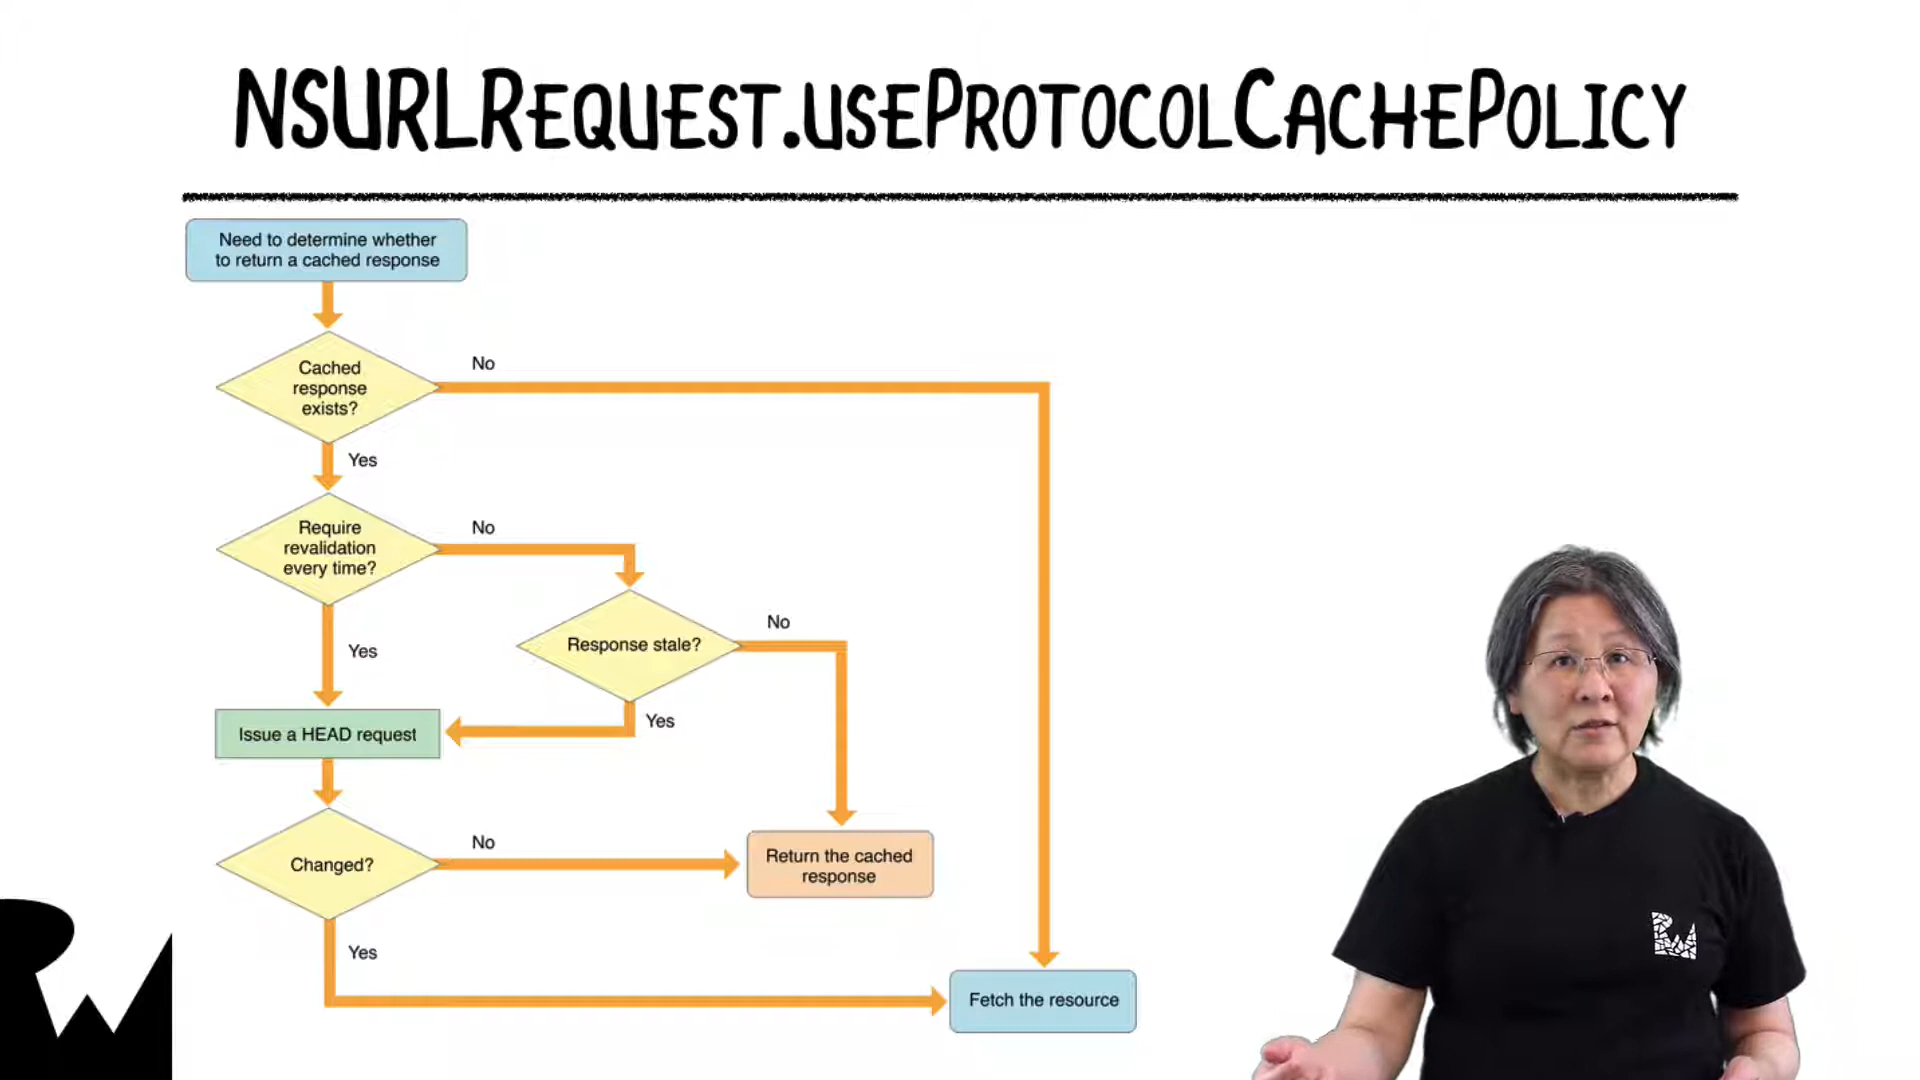 NSURLRequest.useProtocolCachePolicy
Need to determine whether
to return a cached response
Cached
response
exists?
No
Yes
Require
revalidation
every time?
No
Response stale?
No
Yes
Yes
Issue a HEAD request
Changed?
No
Return the cached
response
Yes
Fetch the resource
RW
RW